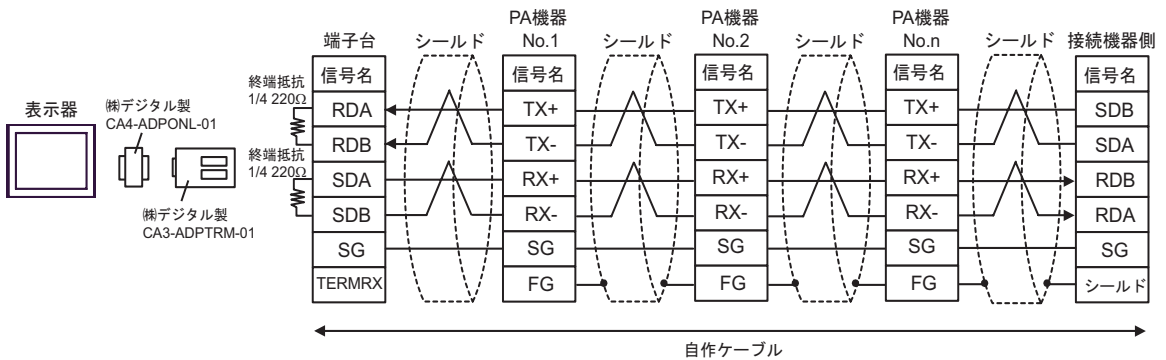 PA機器 PA機器 PA機器
端子台 シールド No.1 シールド No.2 シールド No.n シールド 接続機器側
信号名 信号名 信号名 信号名 信号名
終端抵抗
1/4 220Ω
表示器
㈱デジタル製
CA4-ADPONL-01
RDA TX+ TX+ TX+ SDB
RDB TX- TX- TX- SDA
終端抵抗
1/4 220Ω
SDA RX+ RX+ RX+ RDB
SDB RX- RX- RX- RDA
㈱デジタル製
CA3-ADPTRM-01
SG SG SG SG SG
TERMRX FG FG FG シールド
自作ケーブル